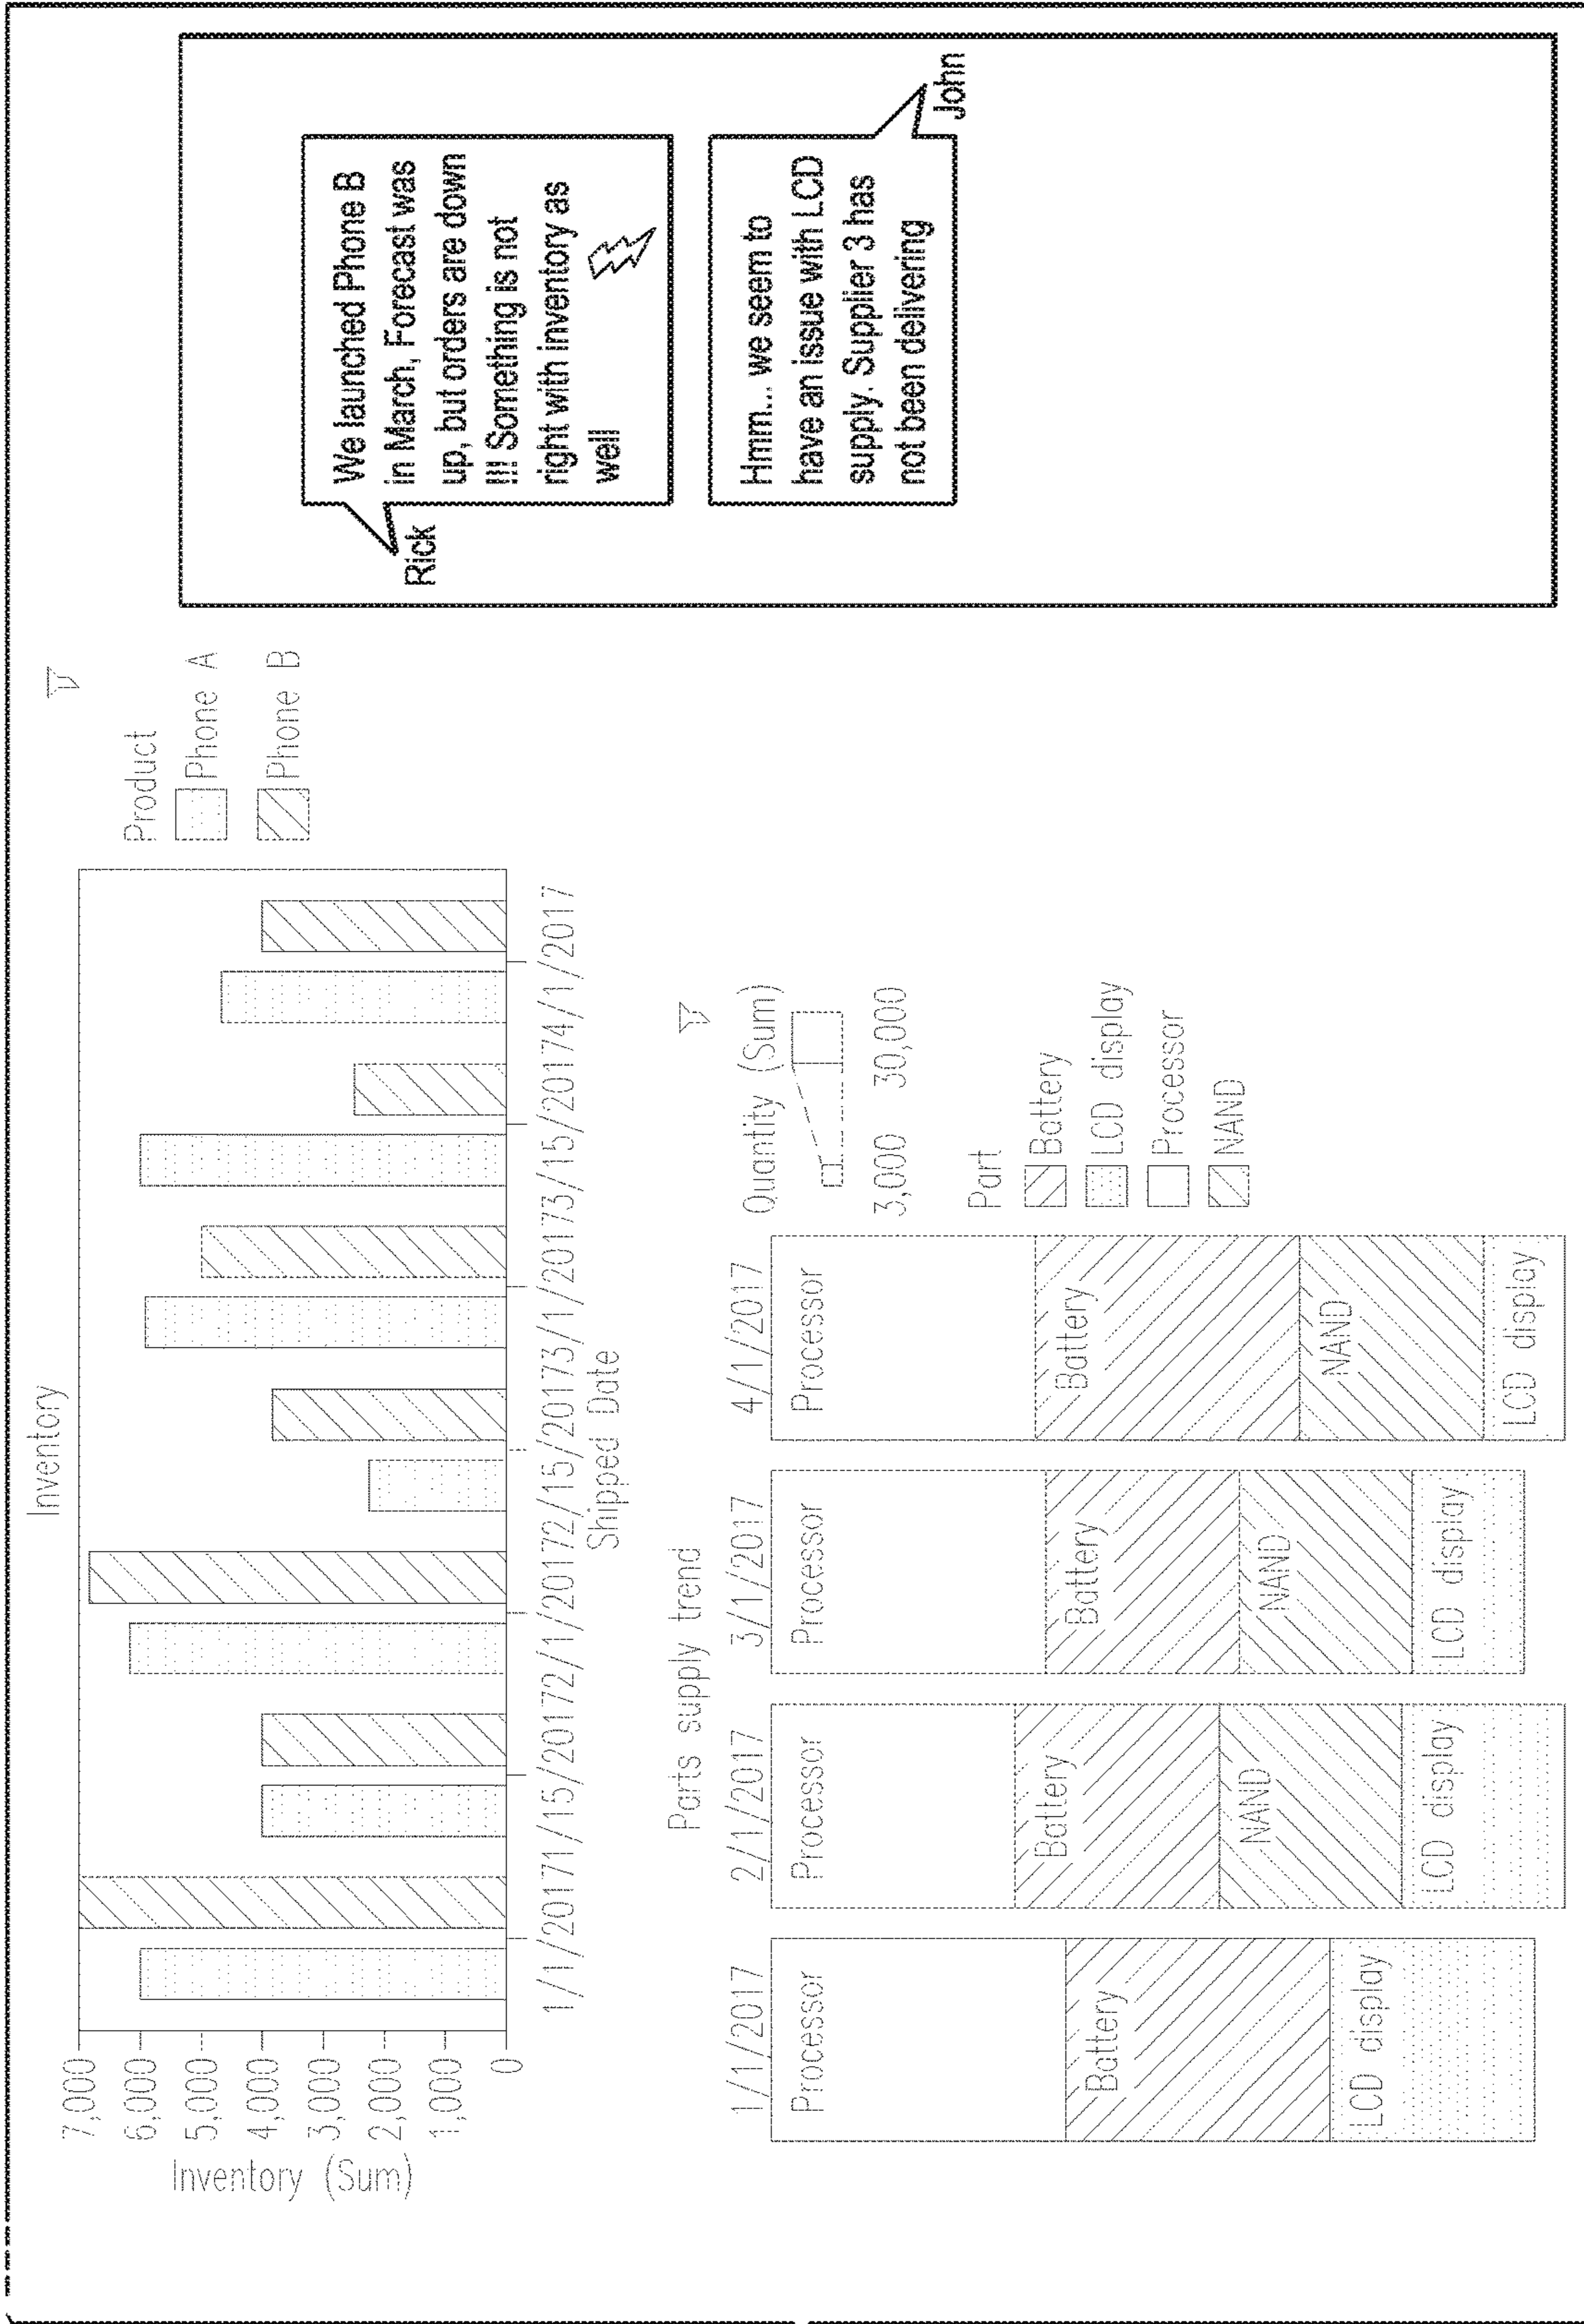 Inventory
Inventory (Sum)
7,000
6,000
5,000
4,000
3,000
2,000
1,000
0
1/1/2017 1/15/2017 2/1/2017 2/15/2017 3/1/2017 3/15/2017 4/1/2017
Shipped Date
Product
Phone A
Phone B
Parts supply trend
1/1/2017
Processor
Battery
LCD display
2/1/2017
Processor
Battery
NAND
LCD display
3/1/2017
Processor
Battery
NAND
LCD display
4/1/2017
Processor
Battery
NAND
LCD display
Quantity (Sum)
3,000 30,000
Part
Battery
LCD display
Processor
NAND
We launched Phone B
in March, Forecast was
up, but orders are down
!!! Something is not
right with inventory as
well
Rick
Hmm... we seem to
have an issue with LCD
supply. Supplier 3 has
not been delivering
John